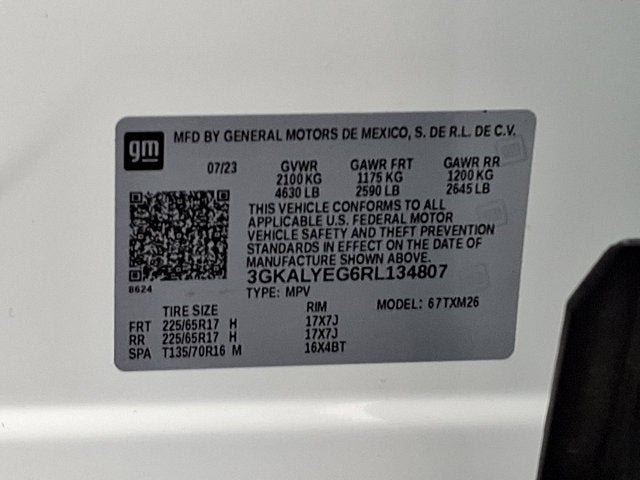 gm
MFD BY GENERAL MOTORS DE MEXICO, S. DE R.L. DE C.V.
07/23 GVWR GAWR FRT GAWR RR
2100 KG 1175 KG 1200 KG
4630 LB 2590 LB 2645 LB
THIS VEHICLE CONFORMS TO ALL
APPLICABLE U.S. FEDERAL MOTOR
VEHICLE SAFETY AND THEFT PREVENTION
STANDARDS IN EFFECT ON THE DATE OF
MANUFACTURE SHOWN ABOVE.
3GKALYEG6RL134807
8624
TYPE: MPV
TIRE SIZE RIM MODEL: 67TXM26
FRT 225/65R17 H 17X7J
RR 225/65R17 H 17X7J
SPA T135/70R16 M 16X4BT